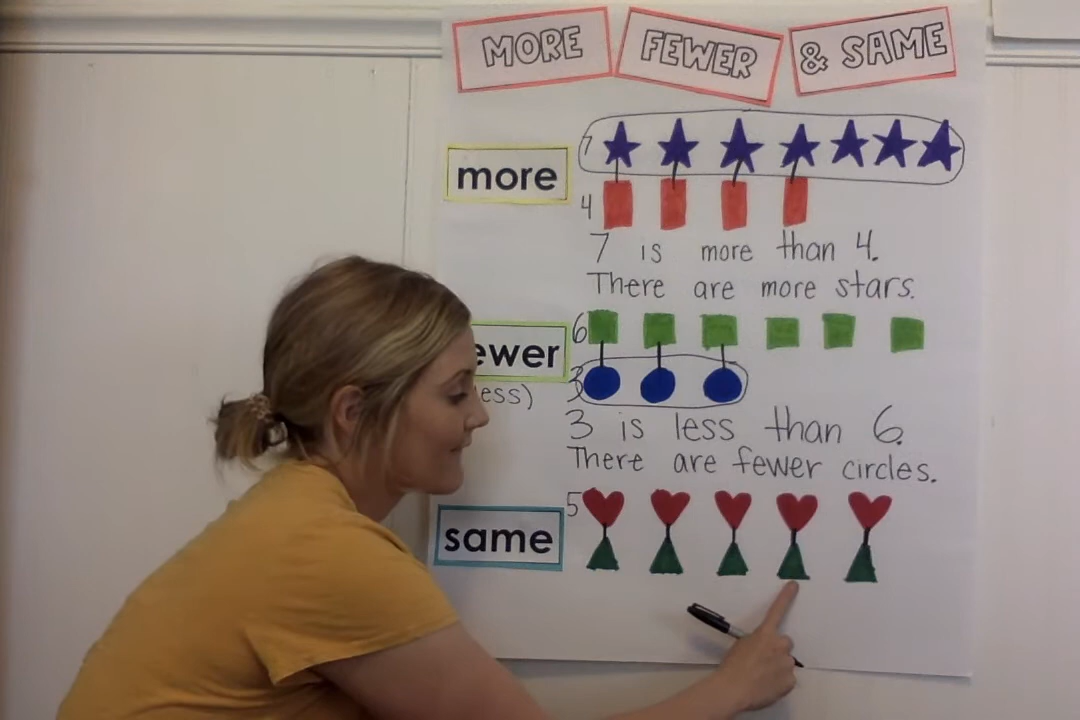 MORE FEWER & SAME
7
more
4
7 is more than 4.
There are more stars.
6
ewer
3
ess)
3 is less than 6.
There are fewer circles.
5
same